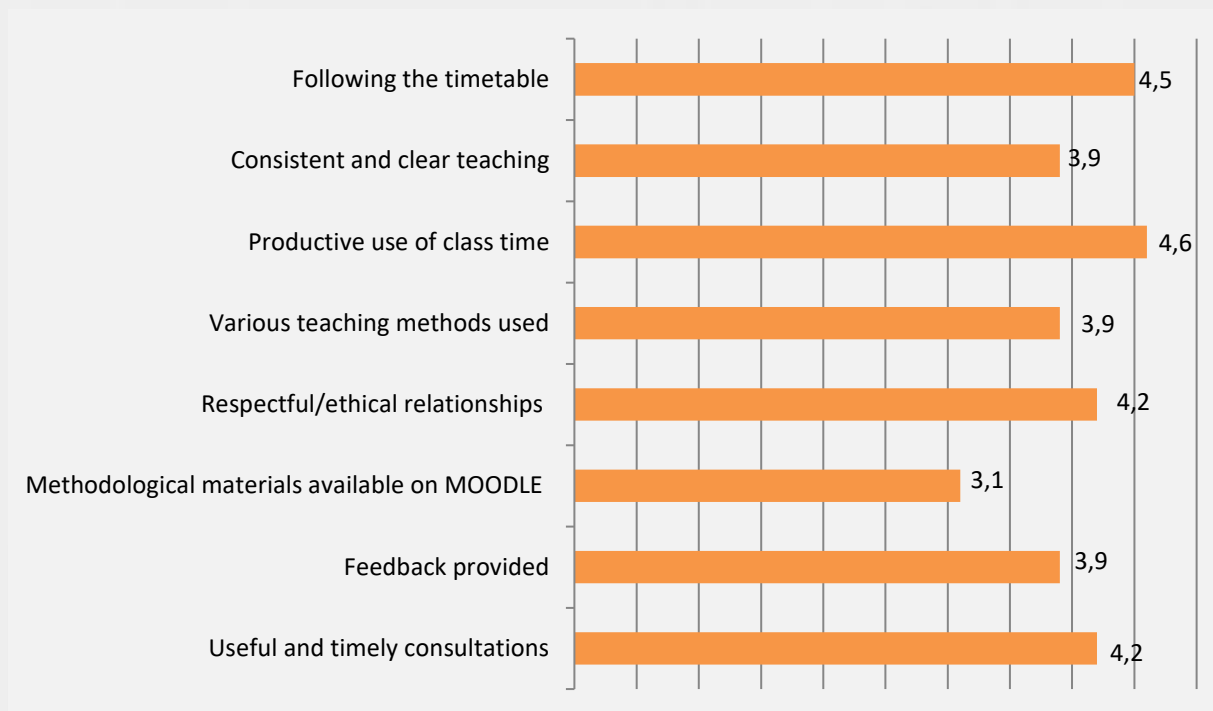 Following the timetable 4,5
Consistent and clear teaching 3,9
Productive use of class time 4,6
Various teaching methods used 3,9
Respectful/ethical relationships 4,2
Methodological materials available on MOODLE 3,1
Feedback provided 3,9
Useful and timely consultations 4,2